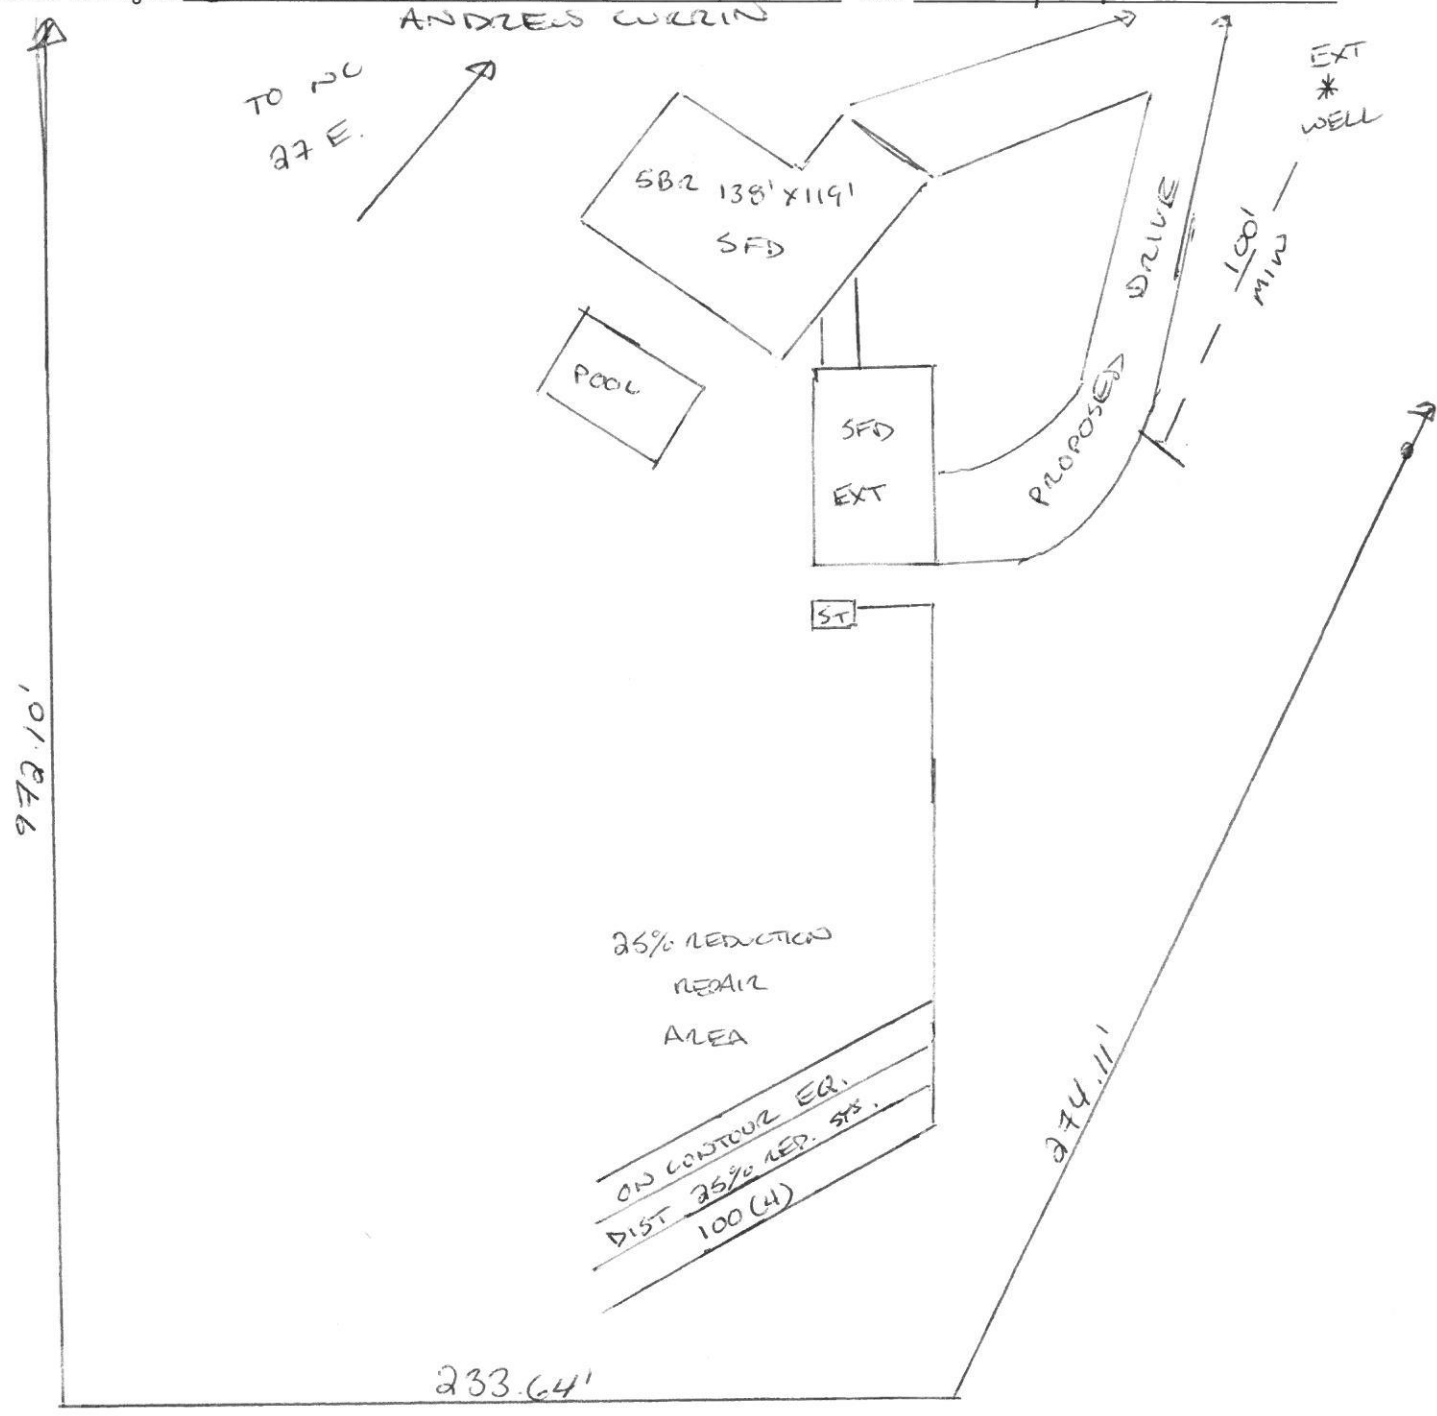 ANDREW CURRIN
TO NC
27 E.
EXT
*
WELL
5BR 138' X 119'
SFD
100'
MIN
PROPOSED DRIVE
POOL
SFD
EXT
ST
972.10'
25% REDUCTION
REPAIR
AREA
ON CONTOUR EQ.
DIST 25% RED. SYS.
100 (4)
274.11'
233.64'